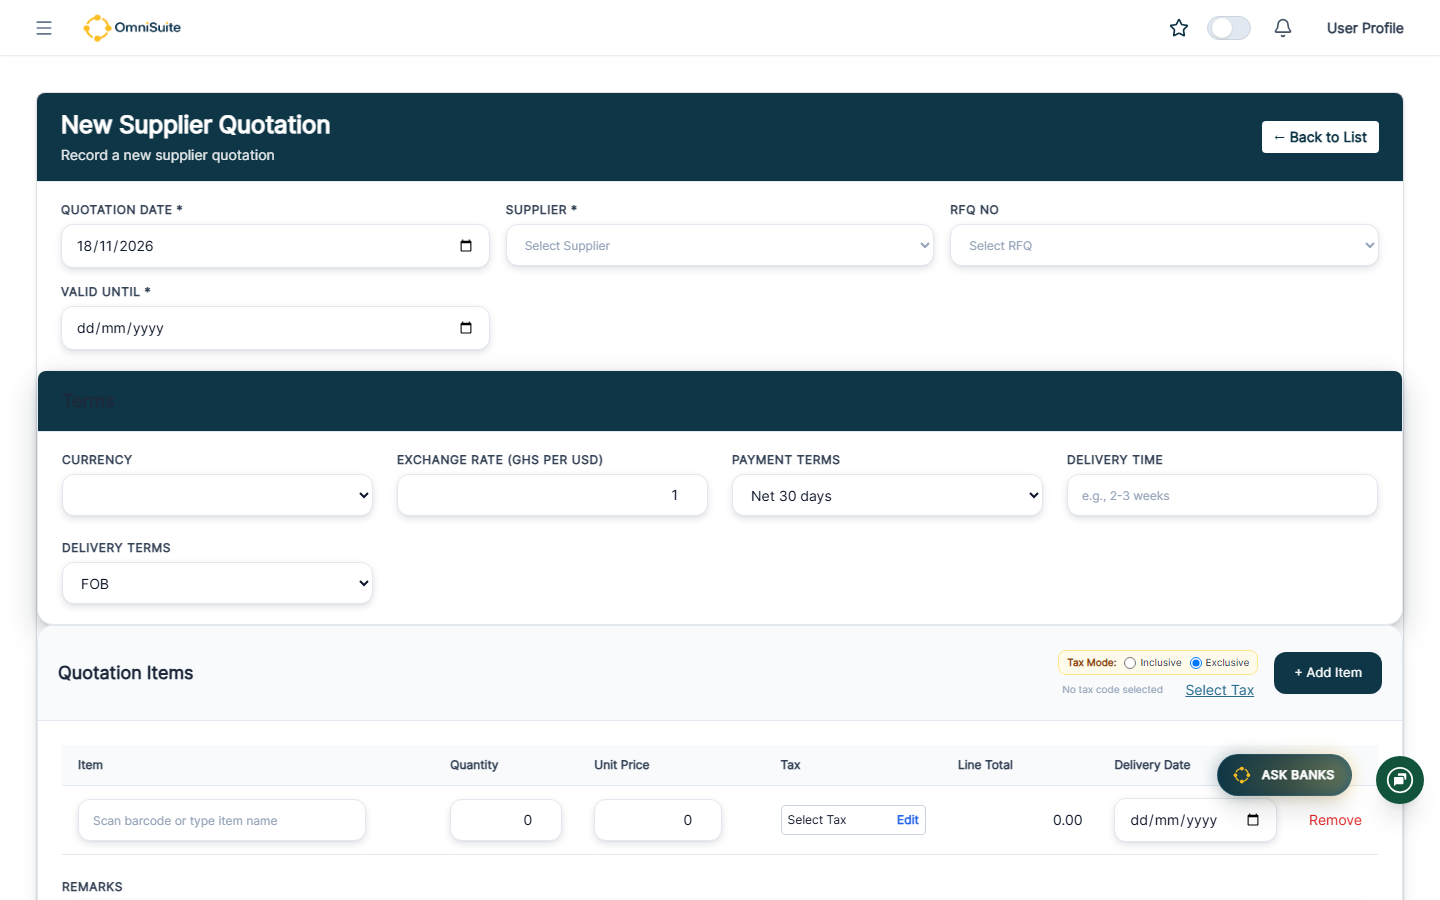 OmniSuite
User Profile
New Supplier Quotation
Record a new supplier quotation
← Back to List
QUOTATION DATE *
SUPPLIER *
RFQ NO
18/11/2026
Select Supplier
Select RFQ
VALID UNTIL *
dd/mm/yyyy
Terms
CURRENCY
EXCHANGE RATE (GHS PER USD)
PAYMENT TERMS
DELIVERY TIME
1
Net 30 days
e.g., 2-3 weeks
DELIVERY TERMS
FOB
Quotation Items
Tax Mode: Inclusive Exclusive
No tax code selected
Select Tax
+ Add Item
Item
Quantity
Unit Price
Tax
Line Total
Delivery Date
ASK BANKS
Scan barcode or type item name
0
0
Select Tax
Edit
0.00
dd/mm/yyyy
Remove
REMARKS